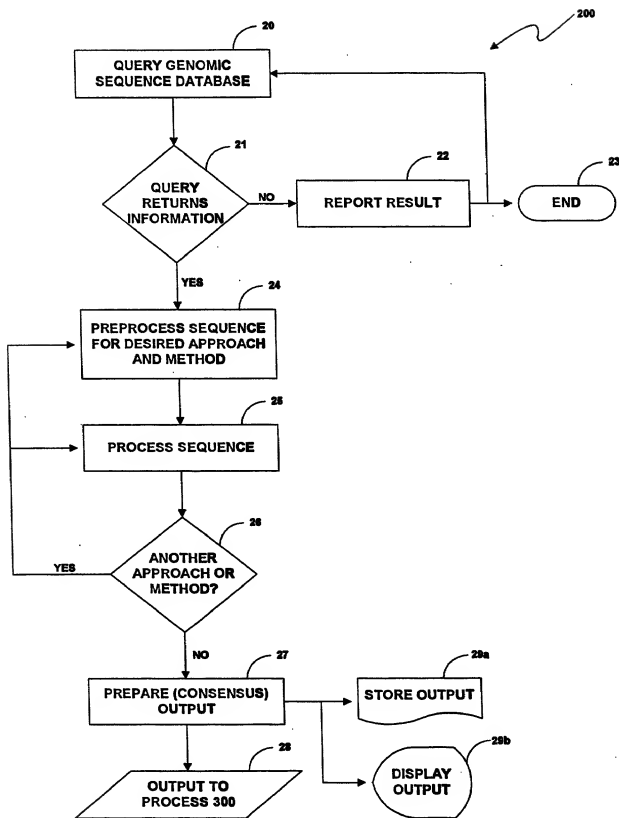 200
20
QUERY GENOMIC
SEQUENCE DATABASE
21
QUERY
RETURNS
INFORMATION
NO
22
REPORT RESULT
23
END
YES
24
PREPROCESS SEQUENCE
FOR DESIRED APPROACH
AND METHOD
25
PROCESS SEQUENCE
26
ANOTHER
APPROACH OR
METHOD?
YES
NO
27
PREPARE (CONSENSUS)
OUTPUT
29a
STORE OUTPUT
28
OUTPUT TO
PROCESS 300
29b
DISPLAY
OUTPUT